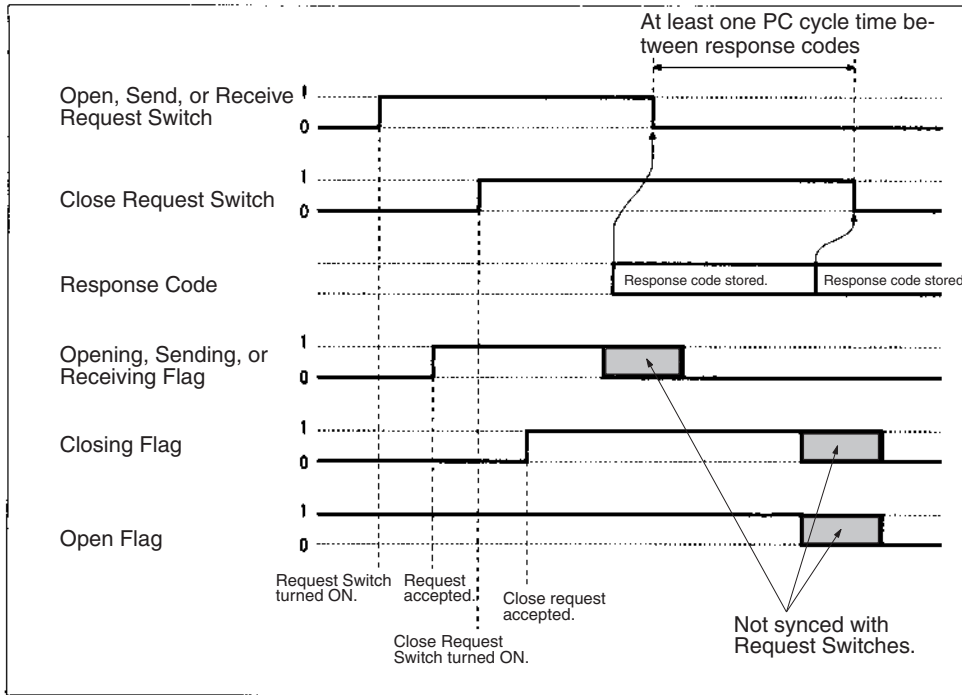 At least one PC cycle time be-
tween response codes
Open, Send, or Receive
Request Switch
1
0
Close Request Switch
1
0
Response Code
Response code stored.
Response code stored.
Opening, Sending, or
Receiving Flag
1
0
Closing Flag
1
0
Open Flag
1
0
Request Switch
turned ON.
Request
accepted.
Close request
accepted.
Close Request
Switch turned ON.
Not synced with
Request Switches.